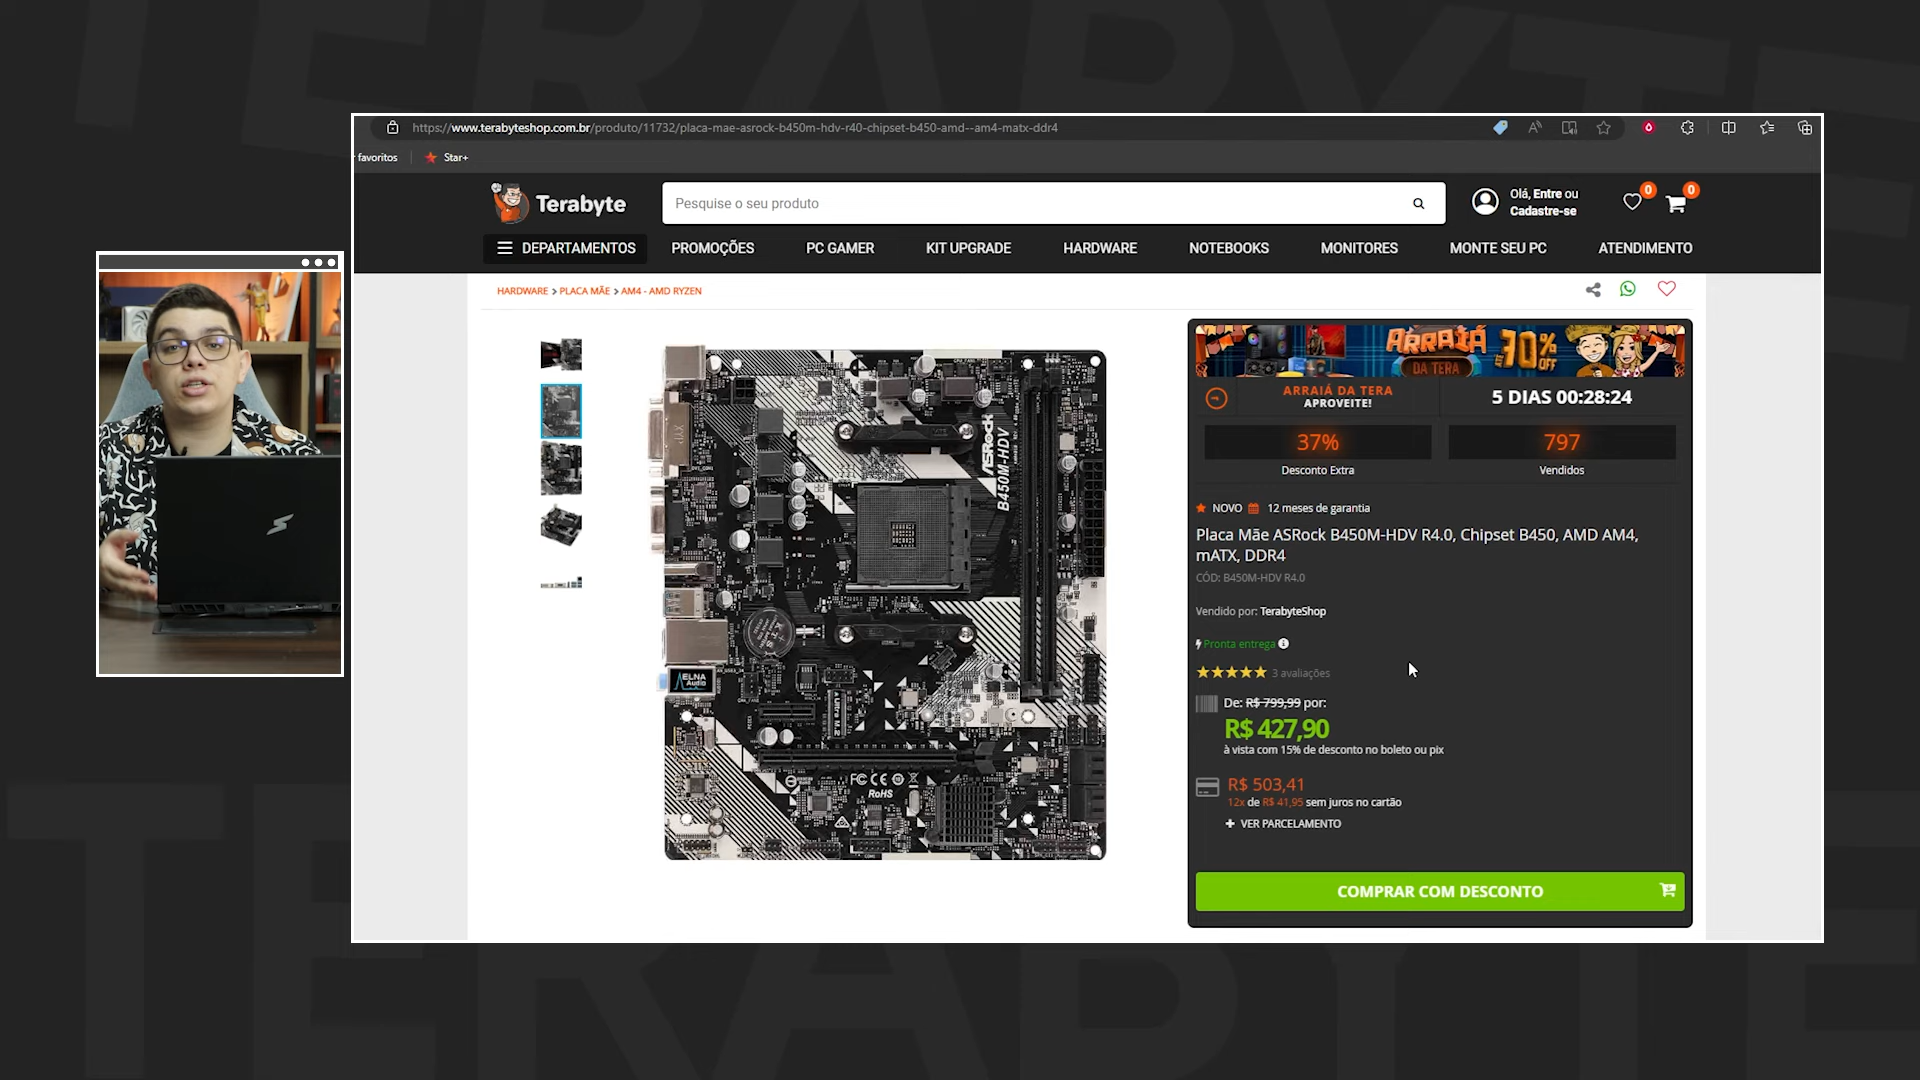 TERABYTE
https://www.terabyteshop.com.br/produto/11732/placa-mae-asrock-b450m-hdv-r40-chipset-b450-amd--am4-matx-ddr4
favoritos
Star+
Terabyte
Pesquise o seu produto
Olá, Entre ou
Cadastre-se
0
0
DEPARTAMENTOS
PROMOÇÕES
PC GAMER
KIT UPGRADE
HARDWARE
NOTEBOOKS
MONITORES
MONTE SEU PC
ATENDIMENTO
HARDWARE > PLACA MÃE > AM4 - AMD RYZEN
ASRock
B450M-HDV
ELNA
Audio
Ultra M.2
FC CE
RoHS
ARRAIÁ
DA TERA
70%
OFF
ARRAIÁ DA TERA
APROVEITE!
5 DIAS 00:28:24
37%
Desconto Extra
797
Vendidos
NOVO
12 meses de garantia
Placa Mãe ASRock B450M-HDV R4.0, Chipset B450, AMD AM4,
mATX, DDR4
CÓD: B450M-HDV R4.0
Vendido por: TerabyteShop
Pronta entrega
3 avaliações
De: R$ 799,99 por:
R$ 427,90
à vista com 15% de desconto no boleto ou pix
R$ 503,41
12x de R$ 41,95 sem juros no cartão
+ VER PARCELAMENTO
COMPRAR COM DESCONTO
TERABYTE